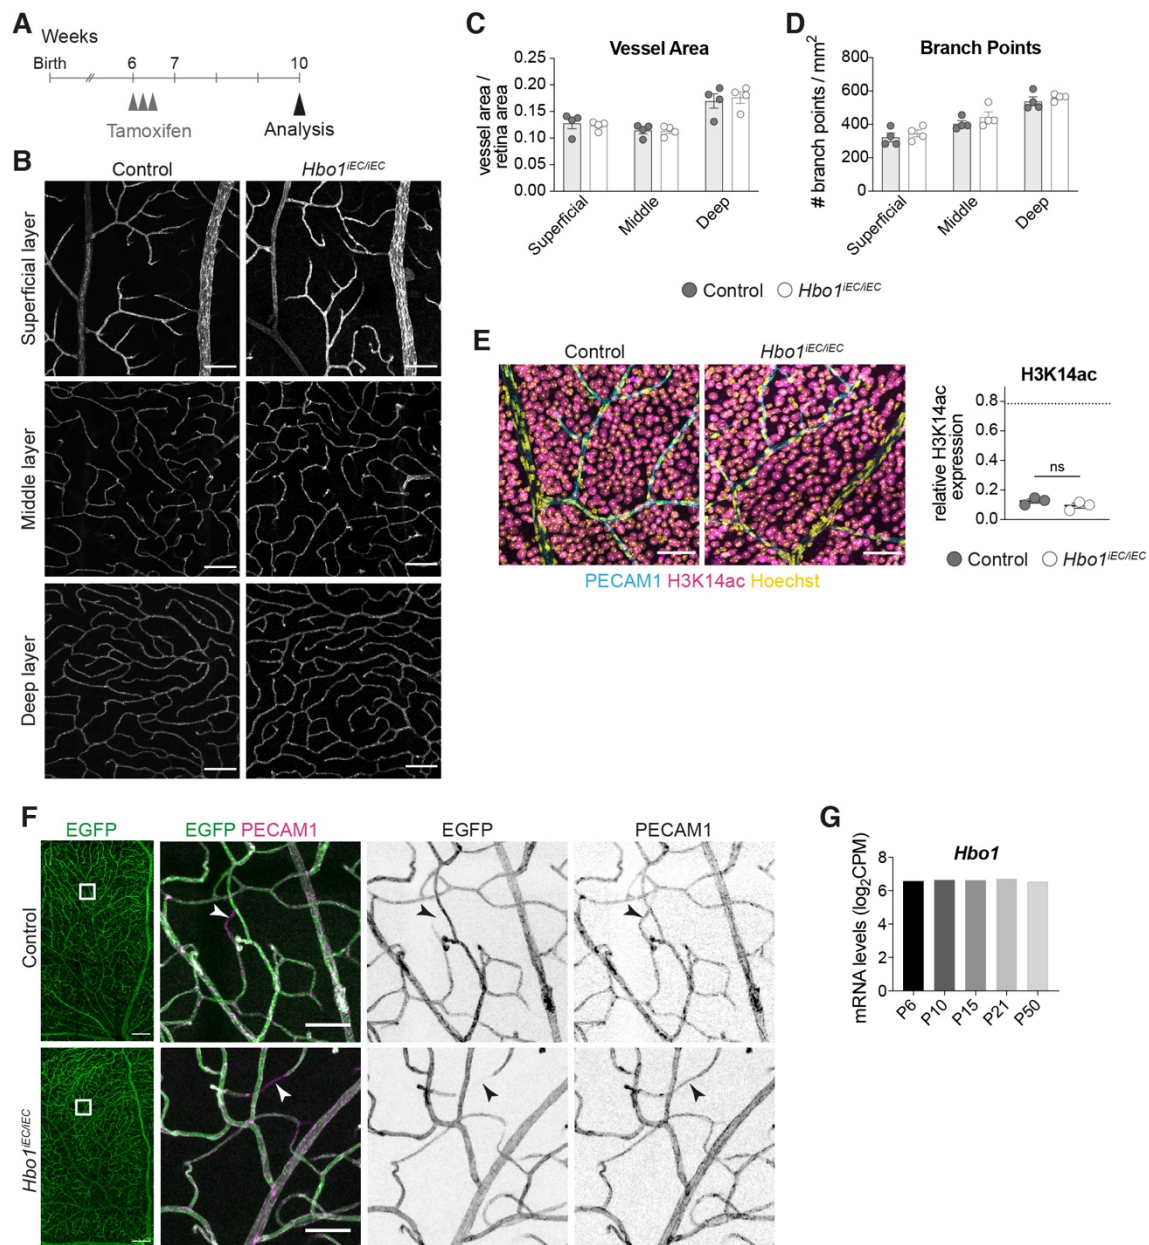 A
Weeks
Birth 6 7 10
Tamoxifen Analysis
B
Control Hbo1iEC/iEC
Superficial layer
Middle layer
Deep layer
C
Vessel Area
vessel area /
retina area
0.25
0.20
0.15
0.10
0.05
0.00
Superficial Middle Deep
D
Branch Points
# branch points / mm2
800
600
400
200
0
Superficial Middle Deep
Control Hbo1iEC/iEC
E
Control Hbo1iEC/iEC
PECAM1 H3K14ac Hoechst
H3K14ac
relative H3K14ac
expression
0.8
0.6
0.4
0.2
0.0
ns
Control Hbo1iEC/iEC
F
EGFP EGFP PECAM1 EGFP PECAM1
Control
Hbo1iEC/iEC
G
Hbo1
mRNA levels (log2CPM)
8
6
4
2
0
P6 P10 P15 P21 P50